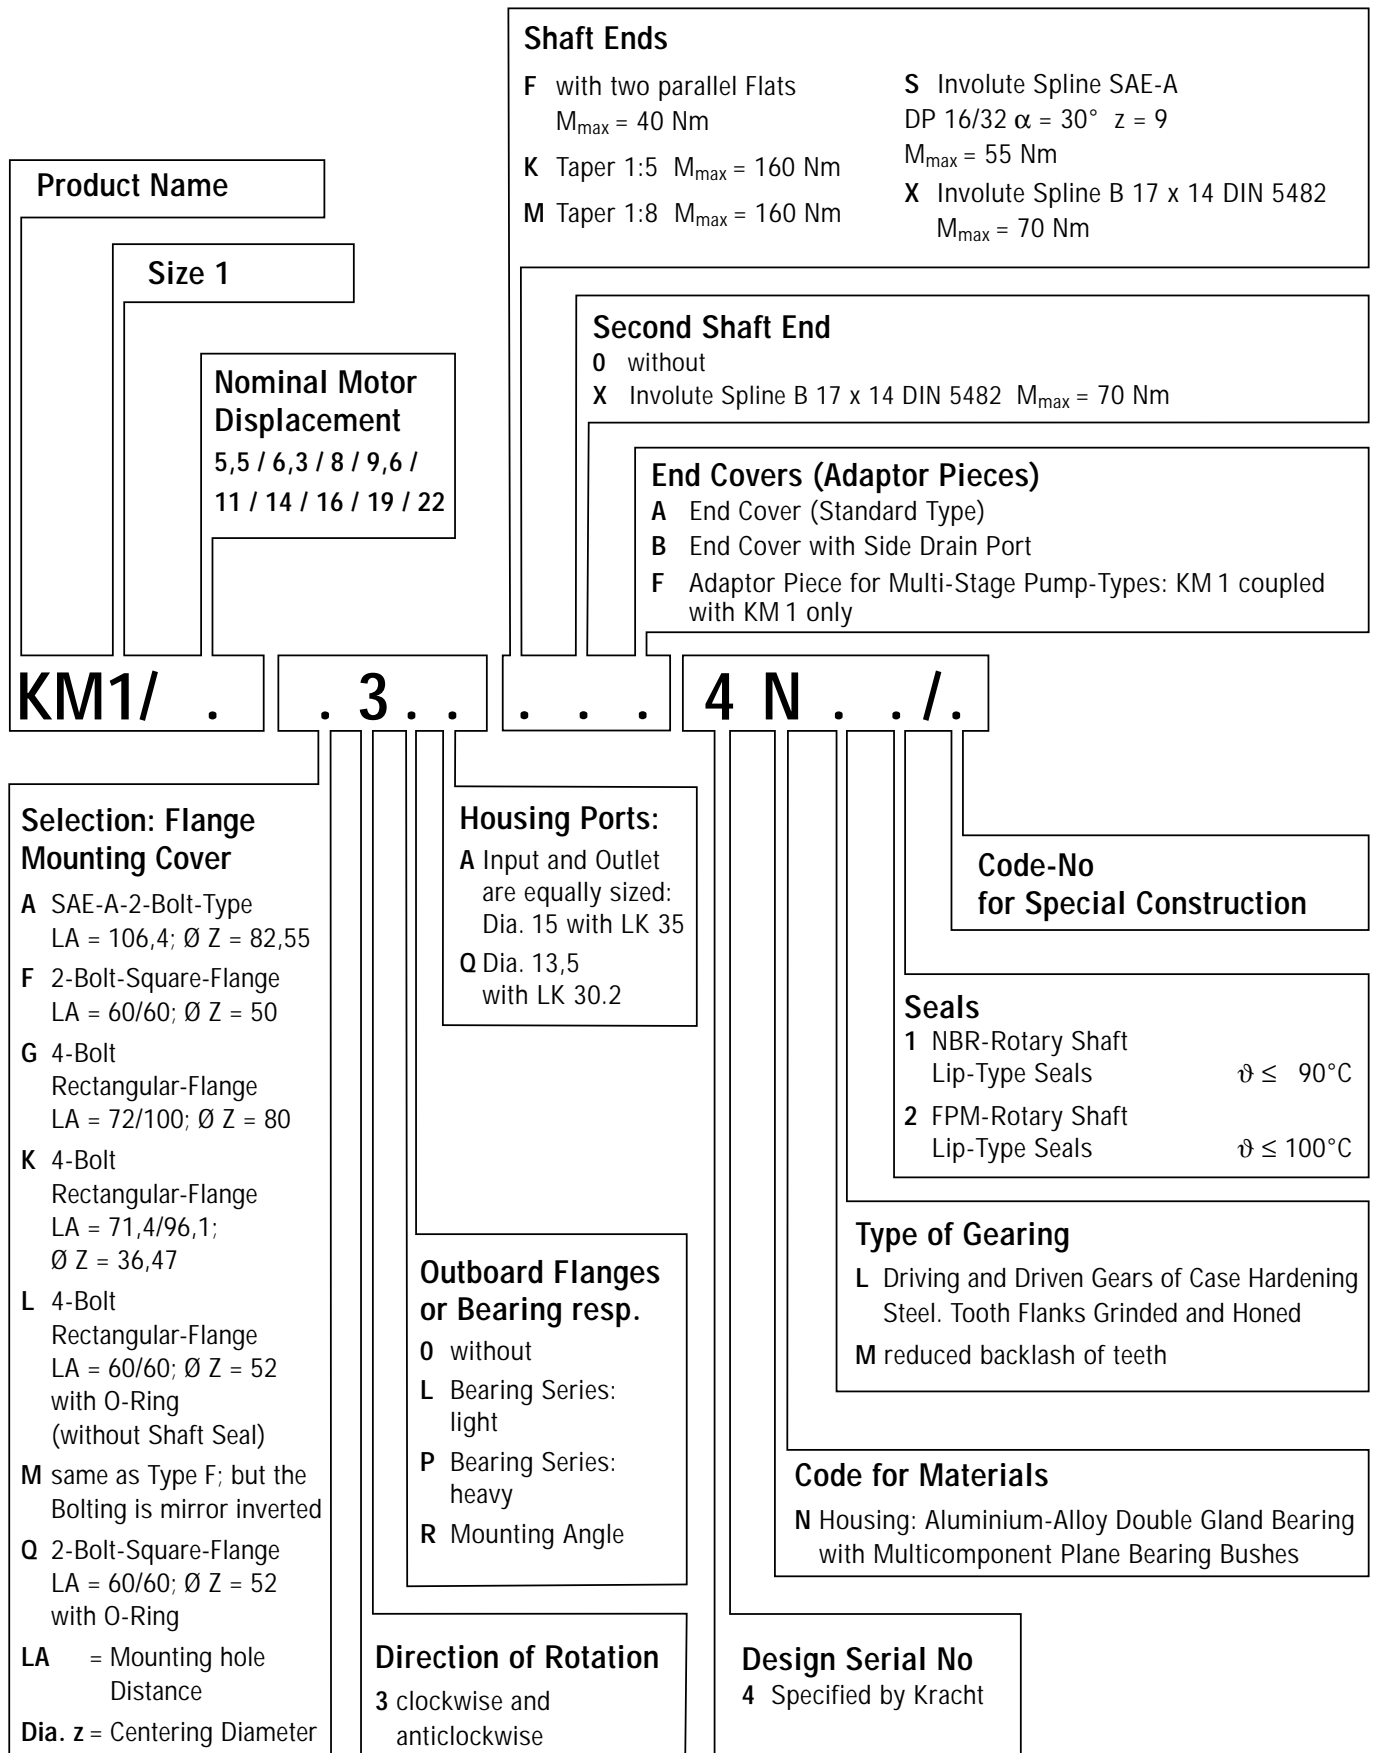 Shaft Ends
F with two parallel Flats
Mmax = 40 Nm
K Taper 1:5 Mmax = 160 Nm
M Taper 1:8 Mmax = 160 Nm
S Involute Spline SAE-A
DP 16/32 α = 30° z = 9
Mmax = 55 Nm
X Involute Spline B 17 x 14 DIN 5482
Mmax = 70 Nm
Product Name
Size 1
Second Shaft End
0 without
X Involute Spline B 17 x 14 DIN 5482 Mmax = 70 Nm
Nominal Motor
Displacement
5,5 / 6,3 / 8 / 9,6 /
11 / 14 / 16 / 19 / 22
End Covers (Adaptor Pieces)
A End Cover (Standard Type)
B End Cover with Side Drain Port
F Adaptor Piece for Multi-Stage Pump-Types: KM 1 coupled
with KM 1 only
KM1/ . . 3 . . . . . 4 N . . /.
Selection: Flange
Mounting Cover
A SAE-A-2-Bolt-Type
LA = 106,4; Ø Z = 82,55
F 2-Bolt-Square-Flange
LA = 60/60; Ø Z = 50
G 4-Bolt
Rectangular-Flange
LA = 72/100; Ø Z = 80
K 4-Bolt
Rectangular-Flange
LA = 71,4/96,1;
Ø Z = 36,47
L 4-Bolt
Rectangular-Flange
LA = 60/60; Ø Z = 52
with O-Ring
(without Shaft Seal)
M same as Type F; but the
Bolting is mirror inverted
Q 2-Bolt-Square-Flange
LA = 60/60; Ø Z = 52
with O-Ring
LA = Mounting hole
Distance
Dia. z = Centering Diameter
Housing Ports:
A Input and Outlet
are equally sized:
Dia. 15 with LK 35
Q Dia. 13,5
with LK 30.2
Code-No
for Special Construction
Seals
1 NBR-Rotary Shaft
Lip-Type Seals ϑ ≤ 90°C
2 FPM-Rotary Shaft
Lip-Type Seals ϑ ≤ 100°C
Type of Gearing
L Driving and Driven Gears of Case Hardening
Steel. Tooth Flanks Grinded and Honed
M reduced backlash of teeth
Outboard Flanges
or Bearing resp.
0 without
L Bearing Series:
light
P Bearing Series:
heavy
R Mounting Angle
Code for Materials
N Housing: Aluminium-Alloy Double Gland Bearing
with Multicomponent Plane Bearing Bushes
Direction of Rotation
3 clockwise and
anticlockwise
Design Serial No
4 Specified by Kracht